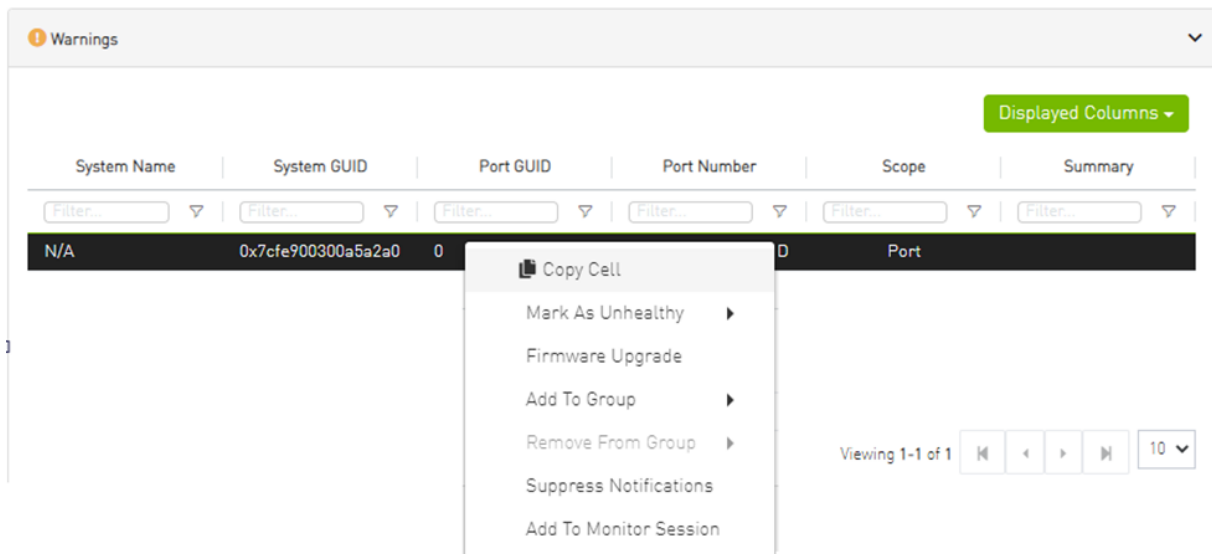 Warnings
Displayed Columns
System Name System GUID Port GUID Port Number Scope Summary
Filter... Filter... Filter... Filter... Filter... Filter...
N/A 0x7cfe900300a5a2a0 0 D Port
Copy Cell
Mark As Unhealthy
Firmware Upgrade
Add To Group
Remove From Group
Viewing 1-1 of 1 10
Suppress Notifications
Add To Monitor Session